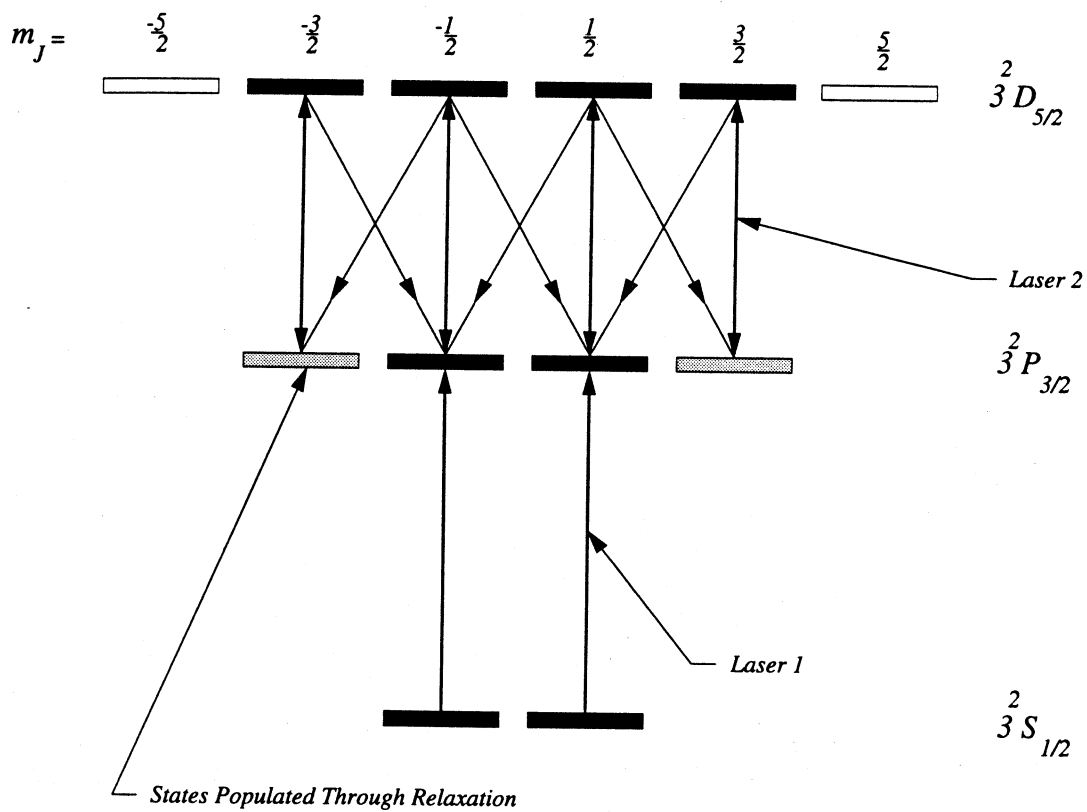 m_J = -5/2 -3/2 -1/2 1/2 3/2 5/2
3 ²D_5/2
Laser 2
3 ²P_3/2
Laser 1
3 ²S_1/2
States Populated Through Relaxation